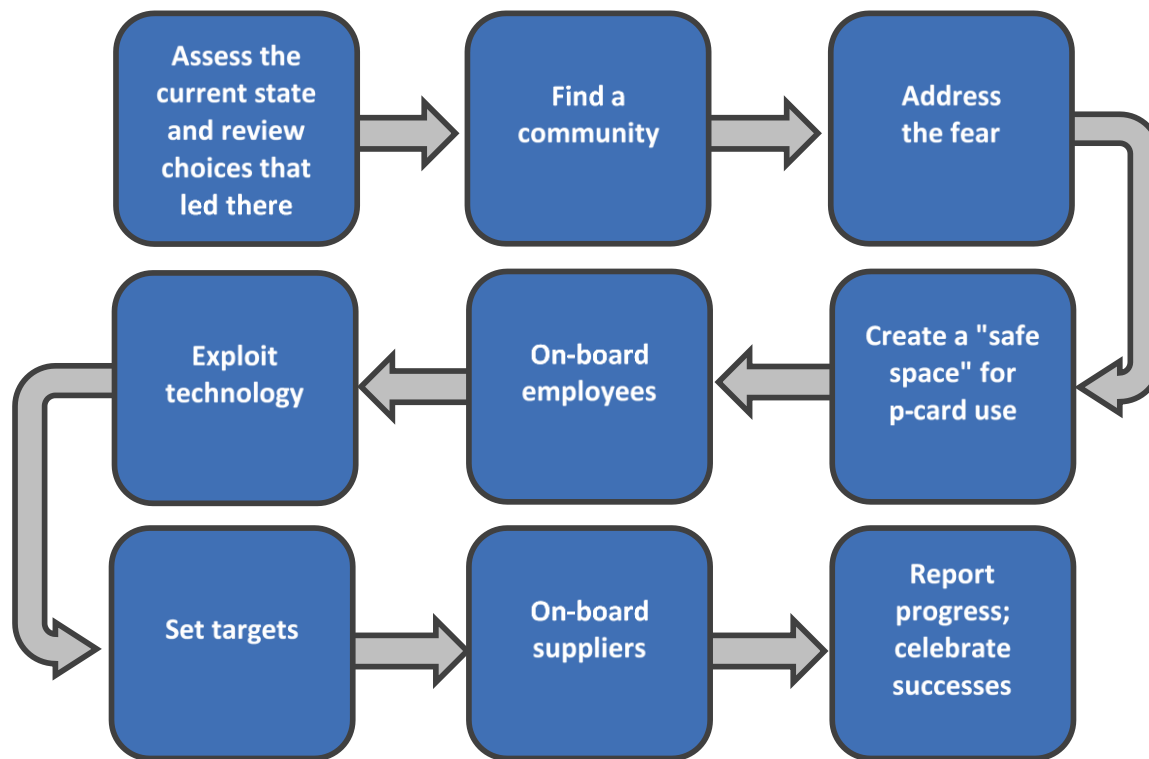 Assess the
current state
and review
choices that
led there
Find a
community
Address
the fear
Create a "safe
space" for
p-card use
On-board
employees
Exploit
technology
Set targets
On-board
suppliers
Report
progress;
celebrate
successes